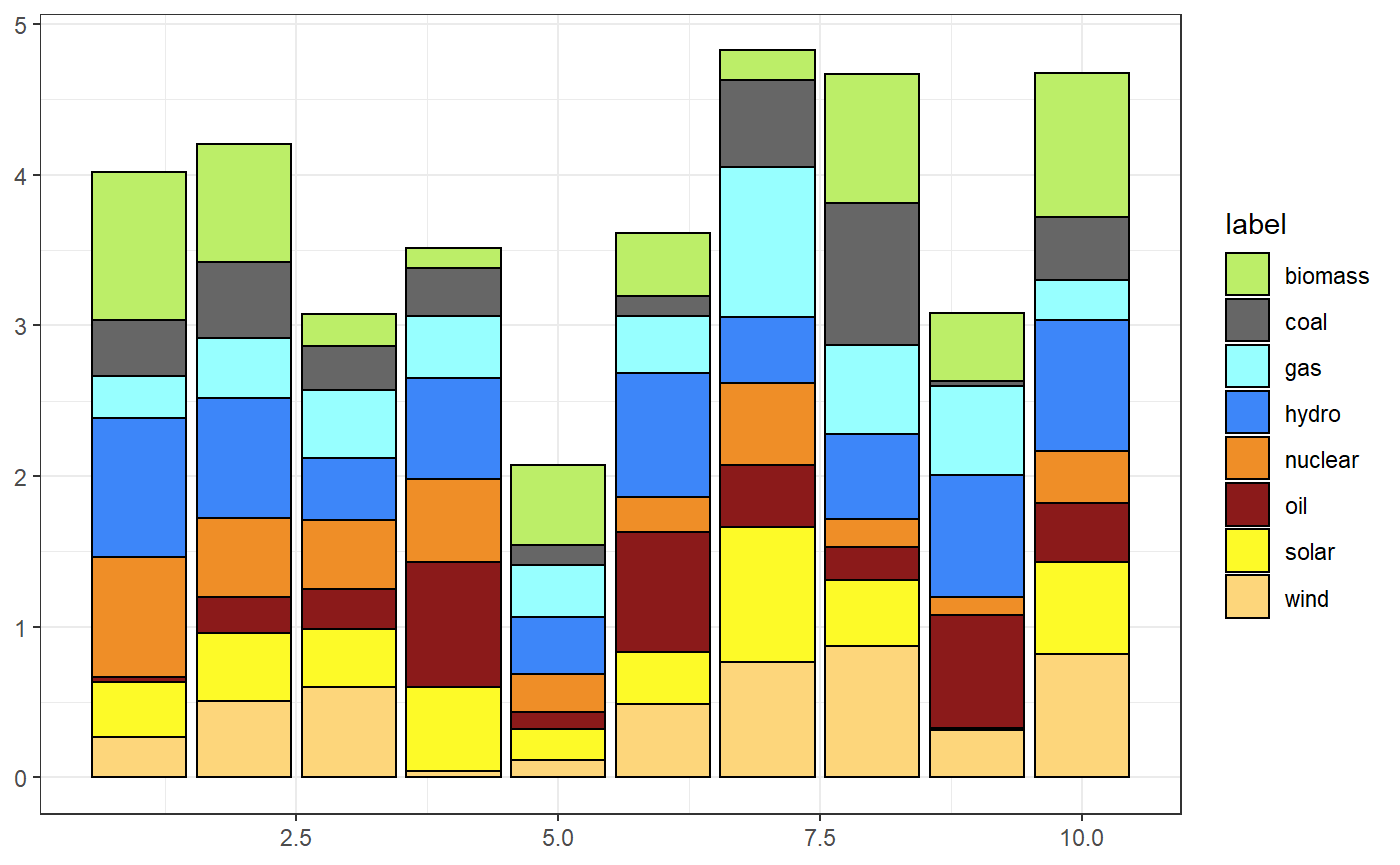 5
4
3
2
1
0
2.5
5.0
7.5
10.0
label
biomass
coal
gas
hydro
nuclear
oil
solar
wind